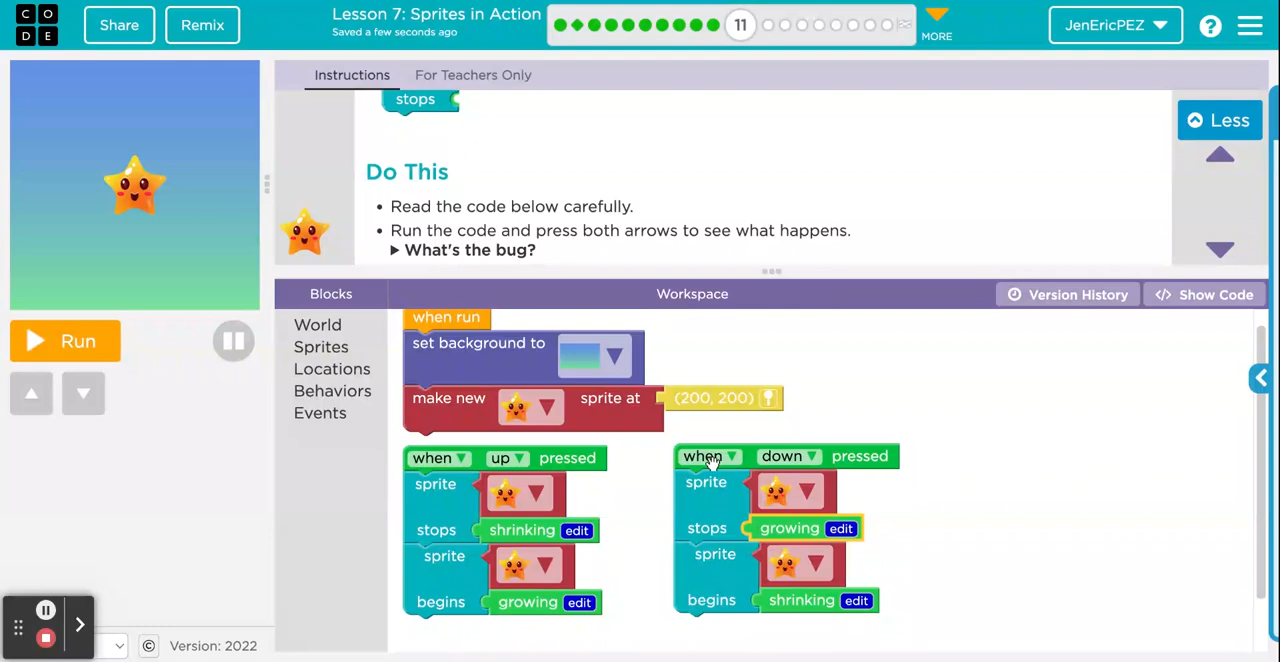 C O
D E
Share
Remix
Lesson 7: Sprites in Action
Saved a few seconds ago
11
MORE
JenEricPEZ
?
Instructions
For Teachers Only
stops
Less
Do This
• Read the code below carefully.
• Run the code and press both arrows to see what happens.
What's the bug?
Blocks
Workspace
Version History
</> Show Code
Run
World
Sprites
Locations
Behaviors
Events
when run
set background to
make new sprite at (200, 200)
when up pressed
sprite
stops shrinking edit
sprite
begins growing edit
when down pressed
sprite
stops growing edit
sprite
begins shrinking edit
© Version: 2022